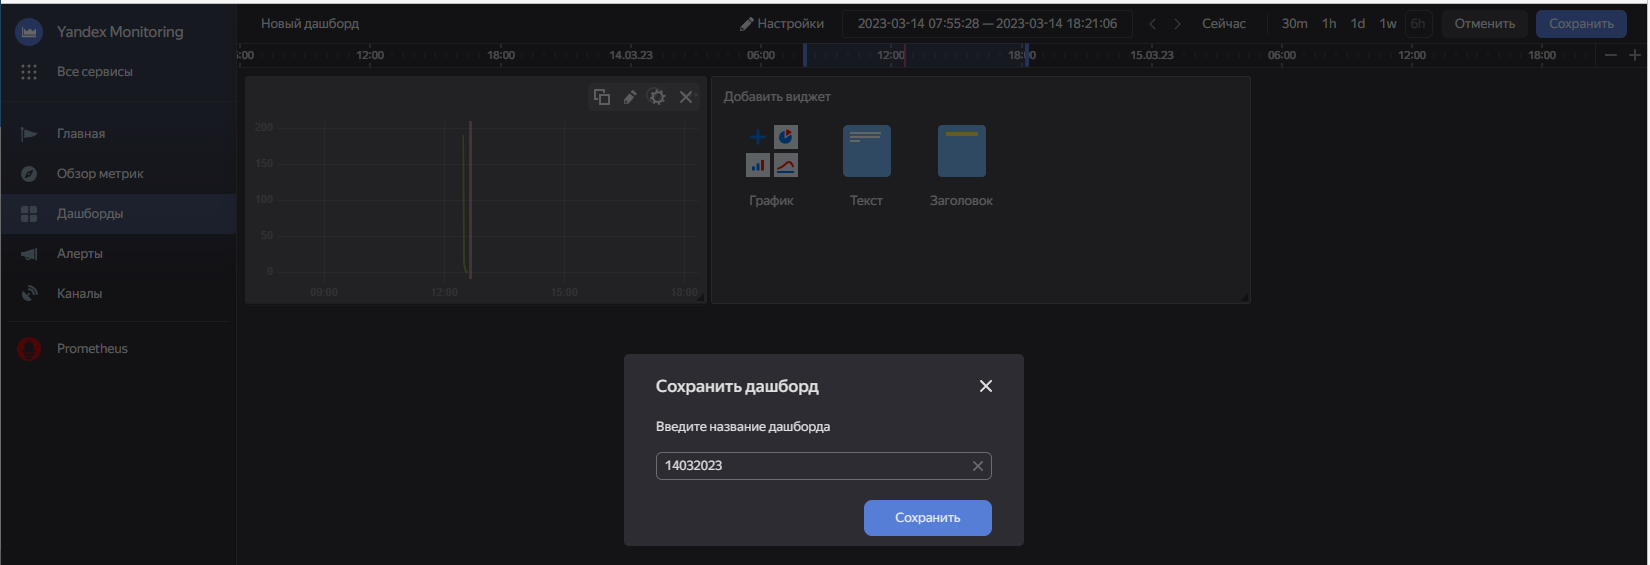 Yandex Monitoring
Все сервисы
Главная
Обзор метрик
Дашборды
Алерты
Каналы
Prometheus
Новый дашборд
Настройки
2023-03-14 07:55:28 — 2023-03-14 18:21:06
Сейчас
30m 1h 1d 1w 6h
Отменить
Сохранить
:00 12:00 18:00 14.03.23 06:00 12:00 18:00 15.03.23 06:00 12:00 18:00
200
150
100
50
0
09:00 12:00 15:00 18:00
Добавить виджет
График Текст Заголовок
Сохранить дашборд
Введите название дашборда
14032023
Сохранить